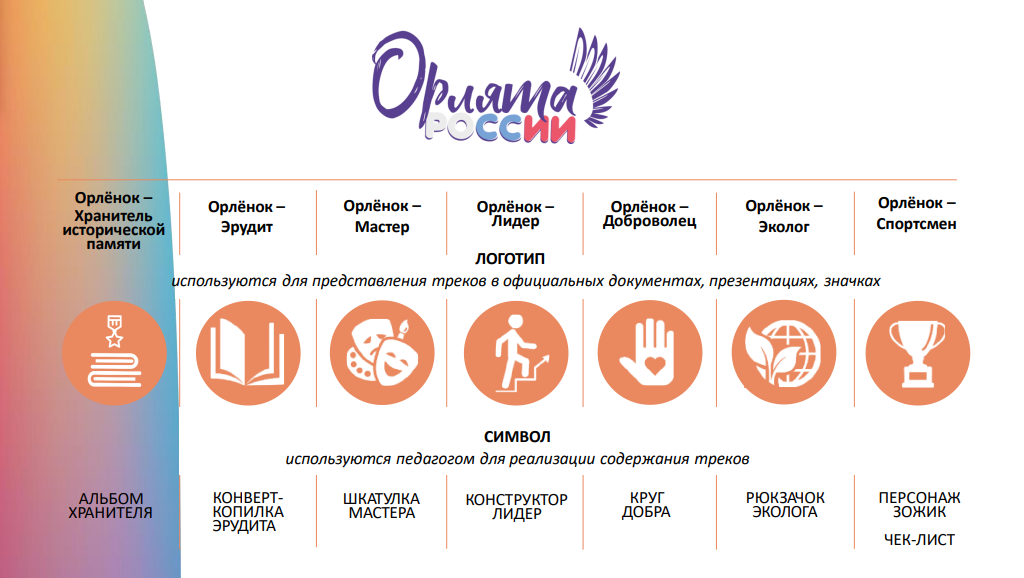 Орлята
РОССИИ
Орлёнок –
Хранитель
исторической
памяти
Орлёнок –
Эрудит
Орлёнок –
Мастер
Орлёнок –
Лидер
Орлёнок –
Доброволец
Орлёнок –
Эколог
Орлёнок –
Спортсмен
ЛОГОТИП
используются для представления треков в официальных документах, презентациях, значках
СИМВОЛ
используются педагогом для реализации содержания треков
АЛЬБОМ
ХРАНИТЕЛЯ
КОНВЕРТ-
КОПИЛКА
ЭРУДИТА
ШКАТУЛКА
МАСТЕРА
КОНСТРУКТОР
ЛИДЕР
КРУГ
ДОБРА
РЮКЗАЧОК
ЭКОЛОГА
ПЕРСОНАЖ
ЗОЖИК
ЧЕК-ЛИСТ